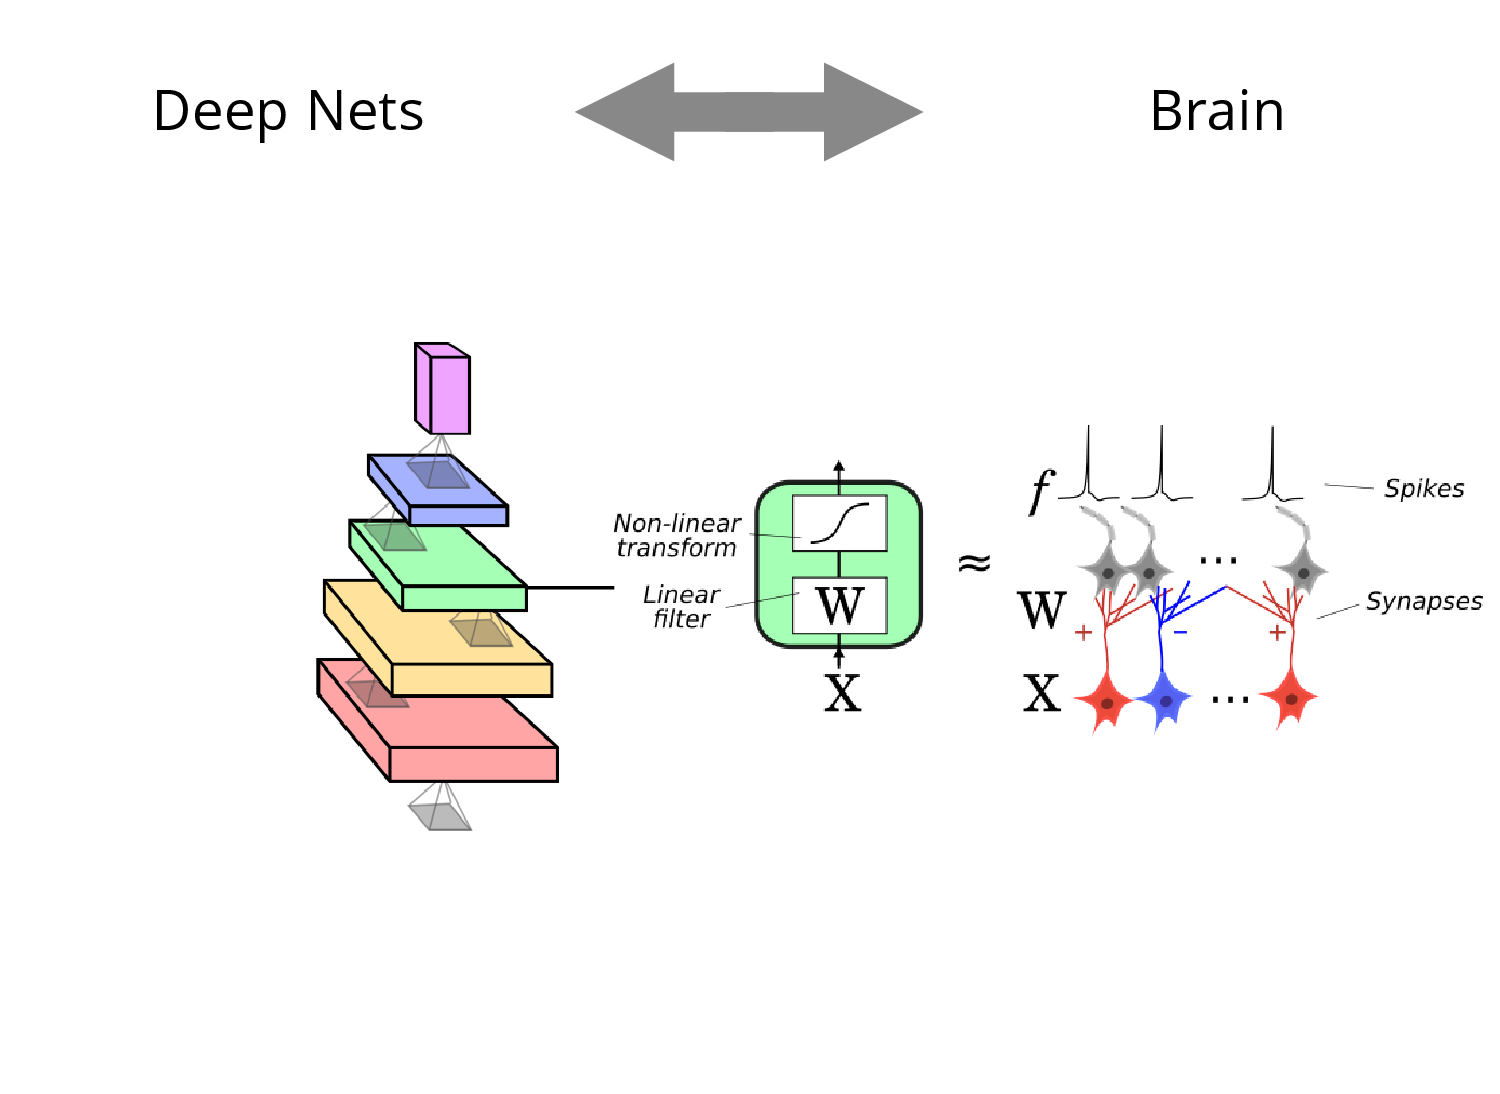 Deep Nets
Brain
Non-linear
transform
Linear
filter
W
X
≈
f
Spikes
...
W
+
−
+
Synapses
X
...